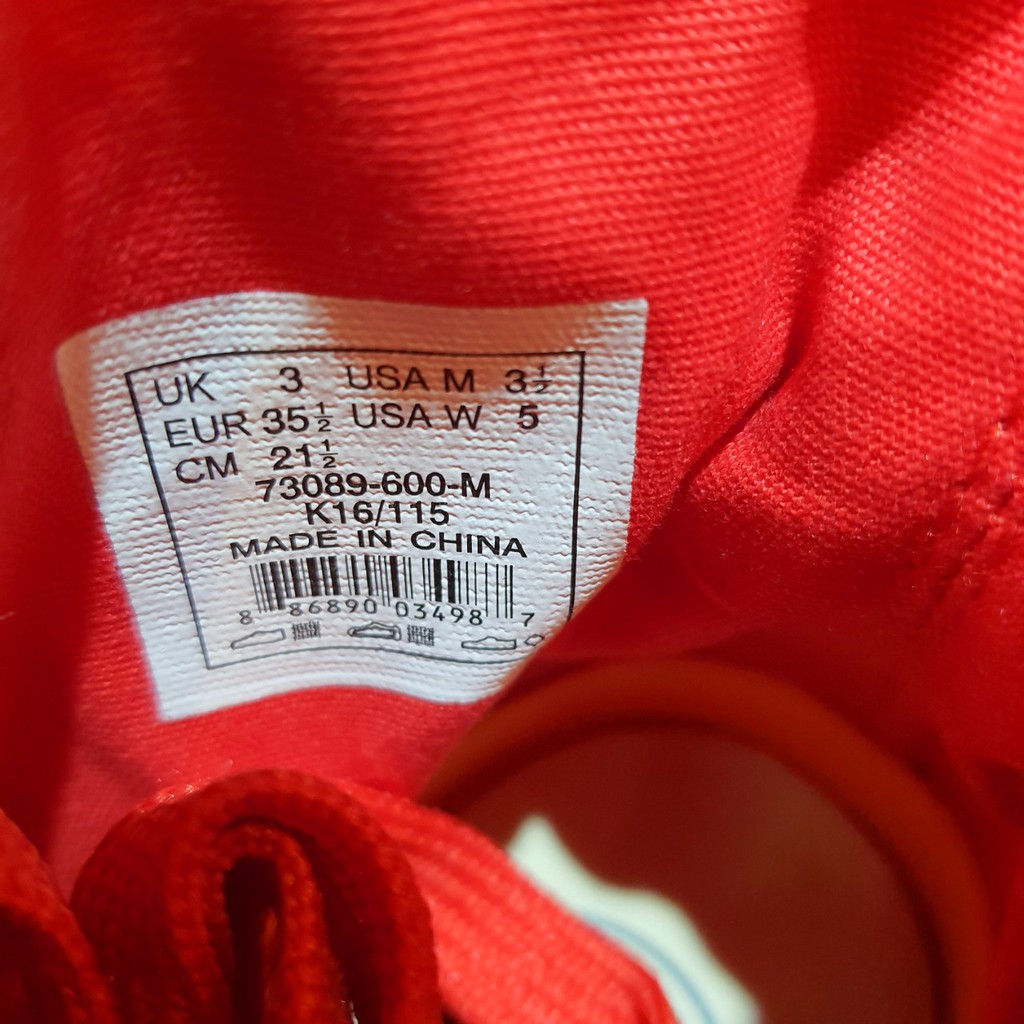 UK 3 USA M 3½
EUR 35½ USA W 5
CM 21½
73089-600-M
K16/115
MADE IN CHINA
8 86890 03498 7